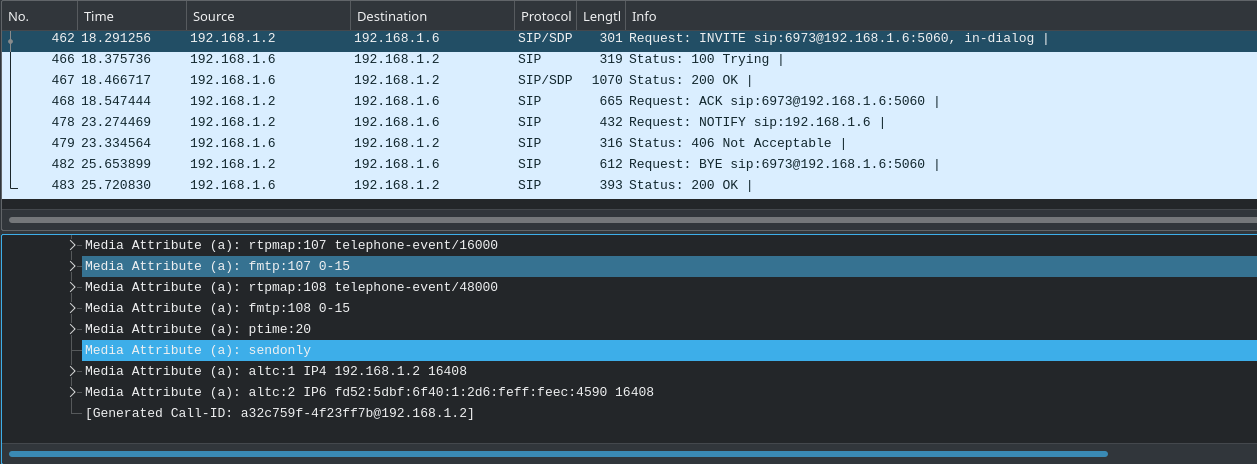 No. Time Source Destination Protocol Lengtl Info
462 18.291256 192.168.1.2 192.168.1.6 SIP/SDP 301 Request: INVITE sip:6973@192.168.1.6:5060, in-dialog |
466 18.375736 192.168.1.6 192.168.1.2 SIP 319 Status: 100 Trying |
467 18.466717 192.168.1.6 192.168.1.2 SIP/SDP 1070 Status: 200 OK |
468 18.547444 192.168.1.2 192.168.1.6 SIP 665 Request: ACK sip:6973@192.168.1.6:5060 |
478 23.274469 192.168.1.2 192.168.1.6 SIP 432 Request: NOTIFY sip:192.168.1.6 |
479 23.334564 192.168.1.6 192.168.1.2 SIP 316 Status: 406 Not Acceptable |
482 25.653899 192.168.1.2 192.168.1.6 SIP 612 Request: BYE sip:6973@192.168.1.6:5060 |
483 25.720830 192.168.1.6 192.168.1.2 SIP 393 Status: 200 OK |
Media Attribute (a): rtpmap:107 telephone-event/16000
Media Attribute (a): fmtp:107 0-15
Media Attribute (a): rtpmap:108 telephone-event/48000
Media Attribute (a): fmtp:108 0-15
Media Attribute (a): ptime:20
Media Attribute (a): sendonly
Media Attribute (a): altc:1 IP4 192.168.1.2 16408
Media Attribute (a): altc:2 IP6 fd52:5dbf:6f40:1:2d6:feff:feec:4590 16408
[Generated Call-ID: a32c759f-4f23ff7b@192.168.1.2]